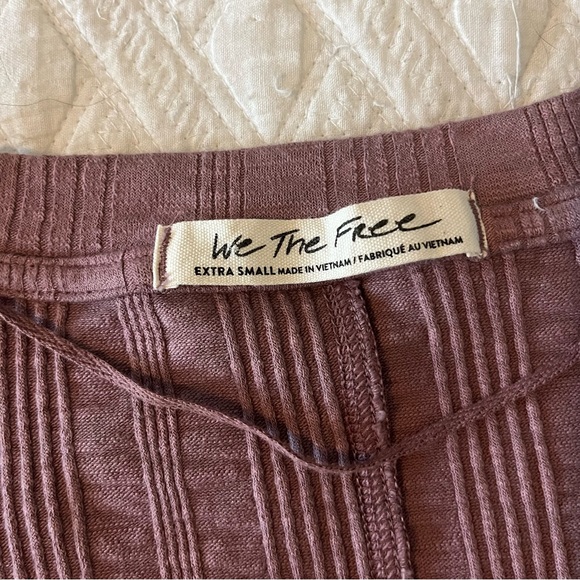 We The Free
EXTRA SMALL MADE IN VIETNAM / FABRIQUÉ AU VIETNAM